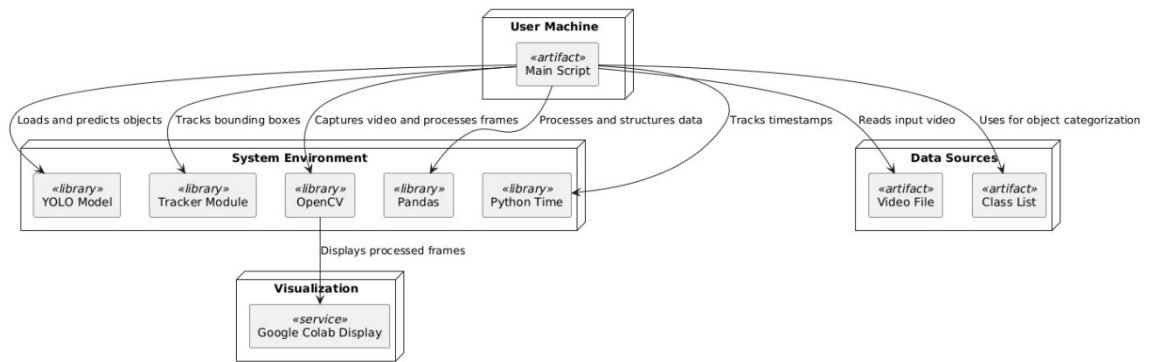 User Machine
«artifact»
Main Script
Loads and predicts objects
Tracks bounding boxes
Captures video and processes frames
Processes and structures data
Tracks timestamps
Reads input video
Uses for object categorization
System Environment
«library»
YOLO Model
«library»
Tracker Module
«library»
OpenCV
«library»
Pandas
«library»
Python Time
Data Sources
«artifact»
Video File
«artifact»
Class List
Displays processed frames
Visualization
«service»
Google Colab Display